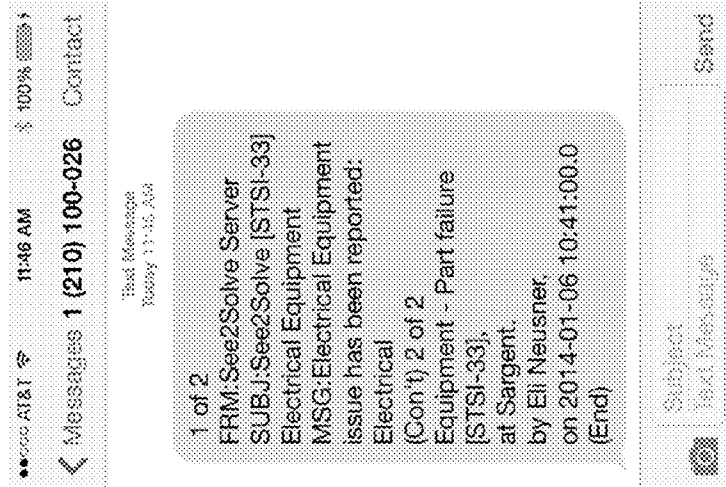 AT&T 11:46 AM 100%
Messages 1 (210) 100-026 Contact
Text Message
Today 11:46 AM
1 of 2
FRM:See2Solve Server
SUBJ:See2Solve [STSI-33]
Electrical Equipment
MSG:Electrical Equipment
issue has been reported:
Electrical
(Con't) 2 of 2
Equipment - Part failure
[STSI-33],
at Sargent.
by Eli Neusner,
on 2014-01-06 10:41:00.0
(End)
Subject
Text Message
Send